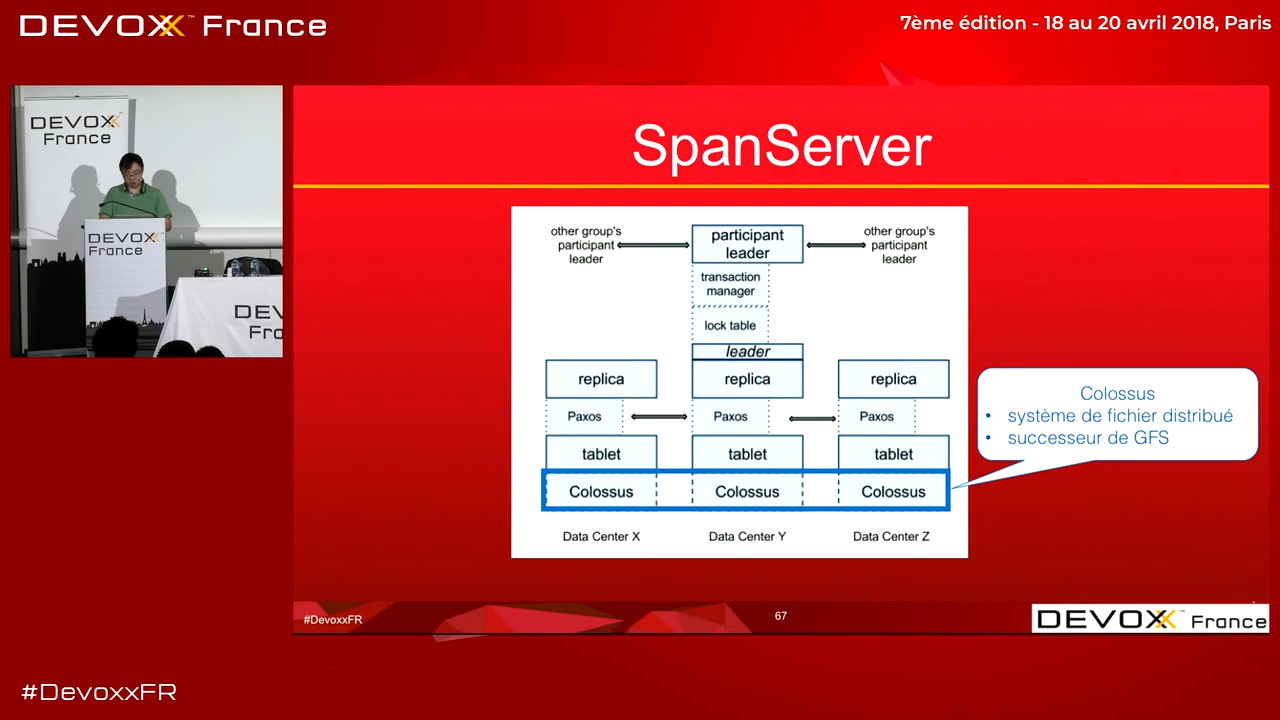 DEVOXX™ France
7ème édition - 18 au 20 avril 2018, Paris
DEVOXX
France
DEVOXX
France
DEV
Fra
SpanServer
other group's
participant
leader
participant
leader
other group's
participant
leader
transaction
manager
lock table
leader
replica
replica
replica
Paxos
Paxos
Paxos
tablet
tablet
tablet
Colossus
Colossus
Colossus
Data Center X
Data Center Y
Data Center Z
Colossus
• système de fichier distribué
• successeur de GFS
#DevoxxFR
67
DEVOXX™ France
#DevoxxFR